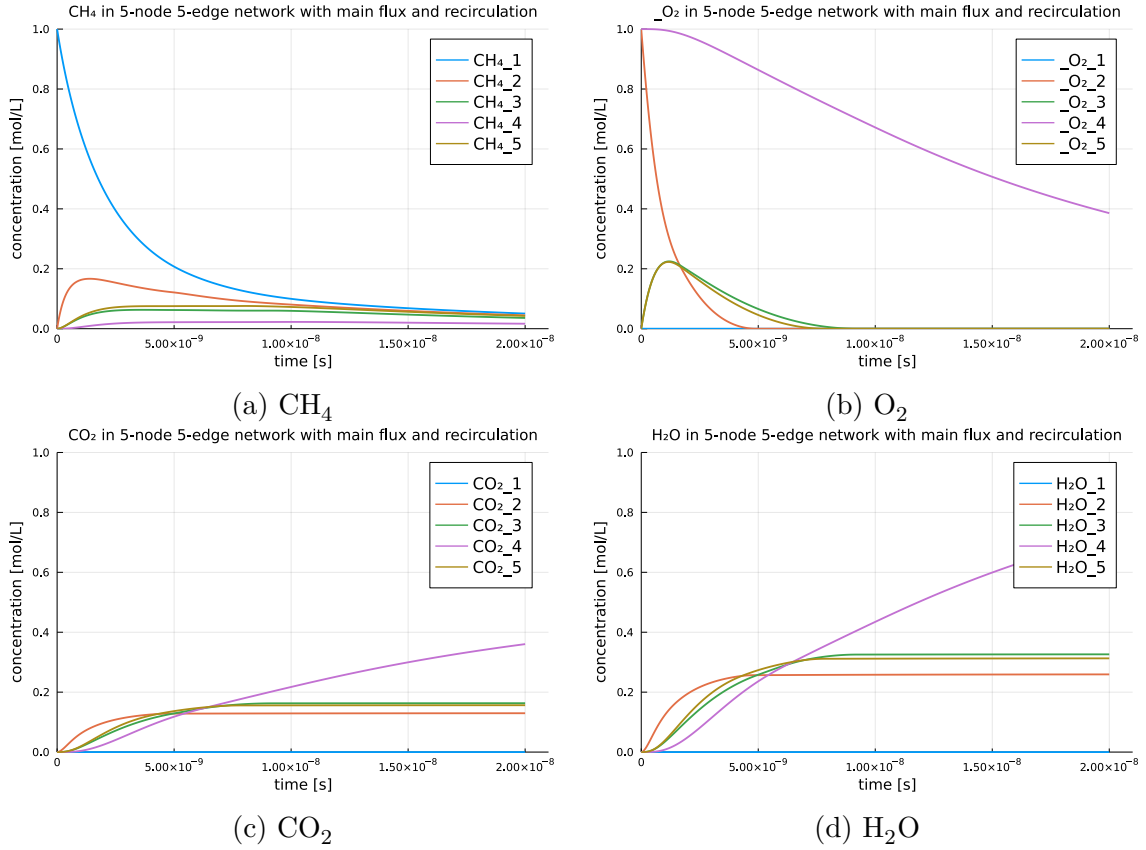 CH₄ in 5-node 5-edge network with main flux and recirculation
concentration [mol/L]
1.0
0.8
0.6
0.4
0.2
0.0
CH₄_1
CH₄_2
CH₄_3
CH₄_4
CH₄_5
0 5.00×10⁻⁹ 1.00×10⁻⁸ 1.50×10⁻⁸ 2.00×10⁻⁸
time [s]
(a) CH₄
_O₂ in 5-node 5-edge network with main flux and recirculation
concentration [mol/L]
1.0
0.8
0.6
0.4
0.2
0.0
_O₂_1
_O₂_2
_O₂_3
_O₂_4
_O₂_5
0 5.00×10⁻⁹ 1.00×10⁻⁸ 1.50×10⁻⁸ 2.00×10⁻⁸
time [s]
(b) O₂
CO₂ in 5-node 5-edge network with main flux and recirculation
concentration [mol/L]
1.0
0.8
0.6
0.4
0.2
0.0
CO₂_1
CO₂_2
CO₂_3
CO₂_4
CO₂_5
0 5.00×10⁻⁹ 1.00×10⁻⁸ 1.50×10⁻⁸ 2.00×10⁻⁸
time [s]
(c) CO₂
H₂O in 5-node 5-edge network with main flux and recirculation
concentration [mol/L]
1.0
0.8
0.6
0.4
0.2
0.0
H₂O_1
H₂O_2
H₂O_3
H₂O_4
H₂O_5
0 5.00×10⁻⁹ 1.00×10⁻⁸ 1.50×10⁻⁸ 2.00×10⁻⁸
time [s]
(d) H₂O